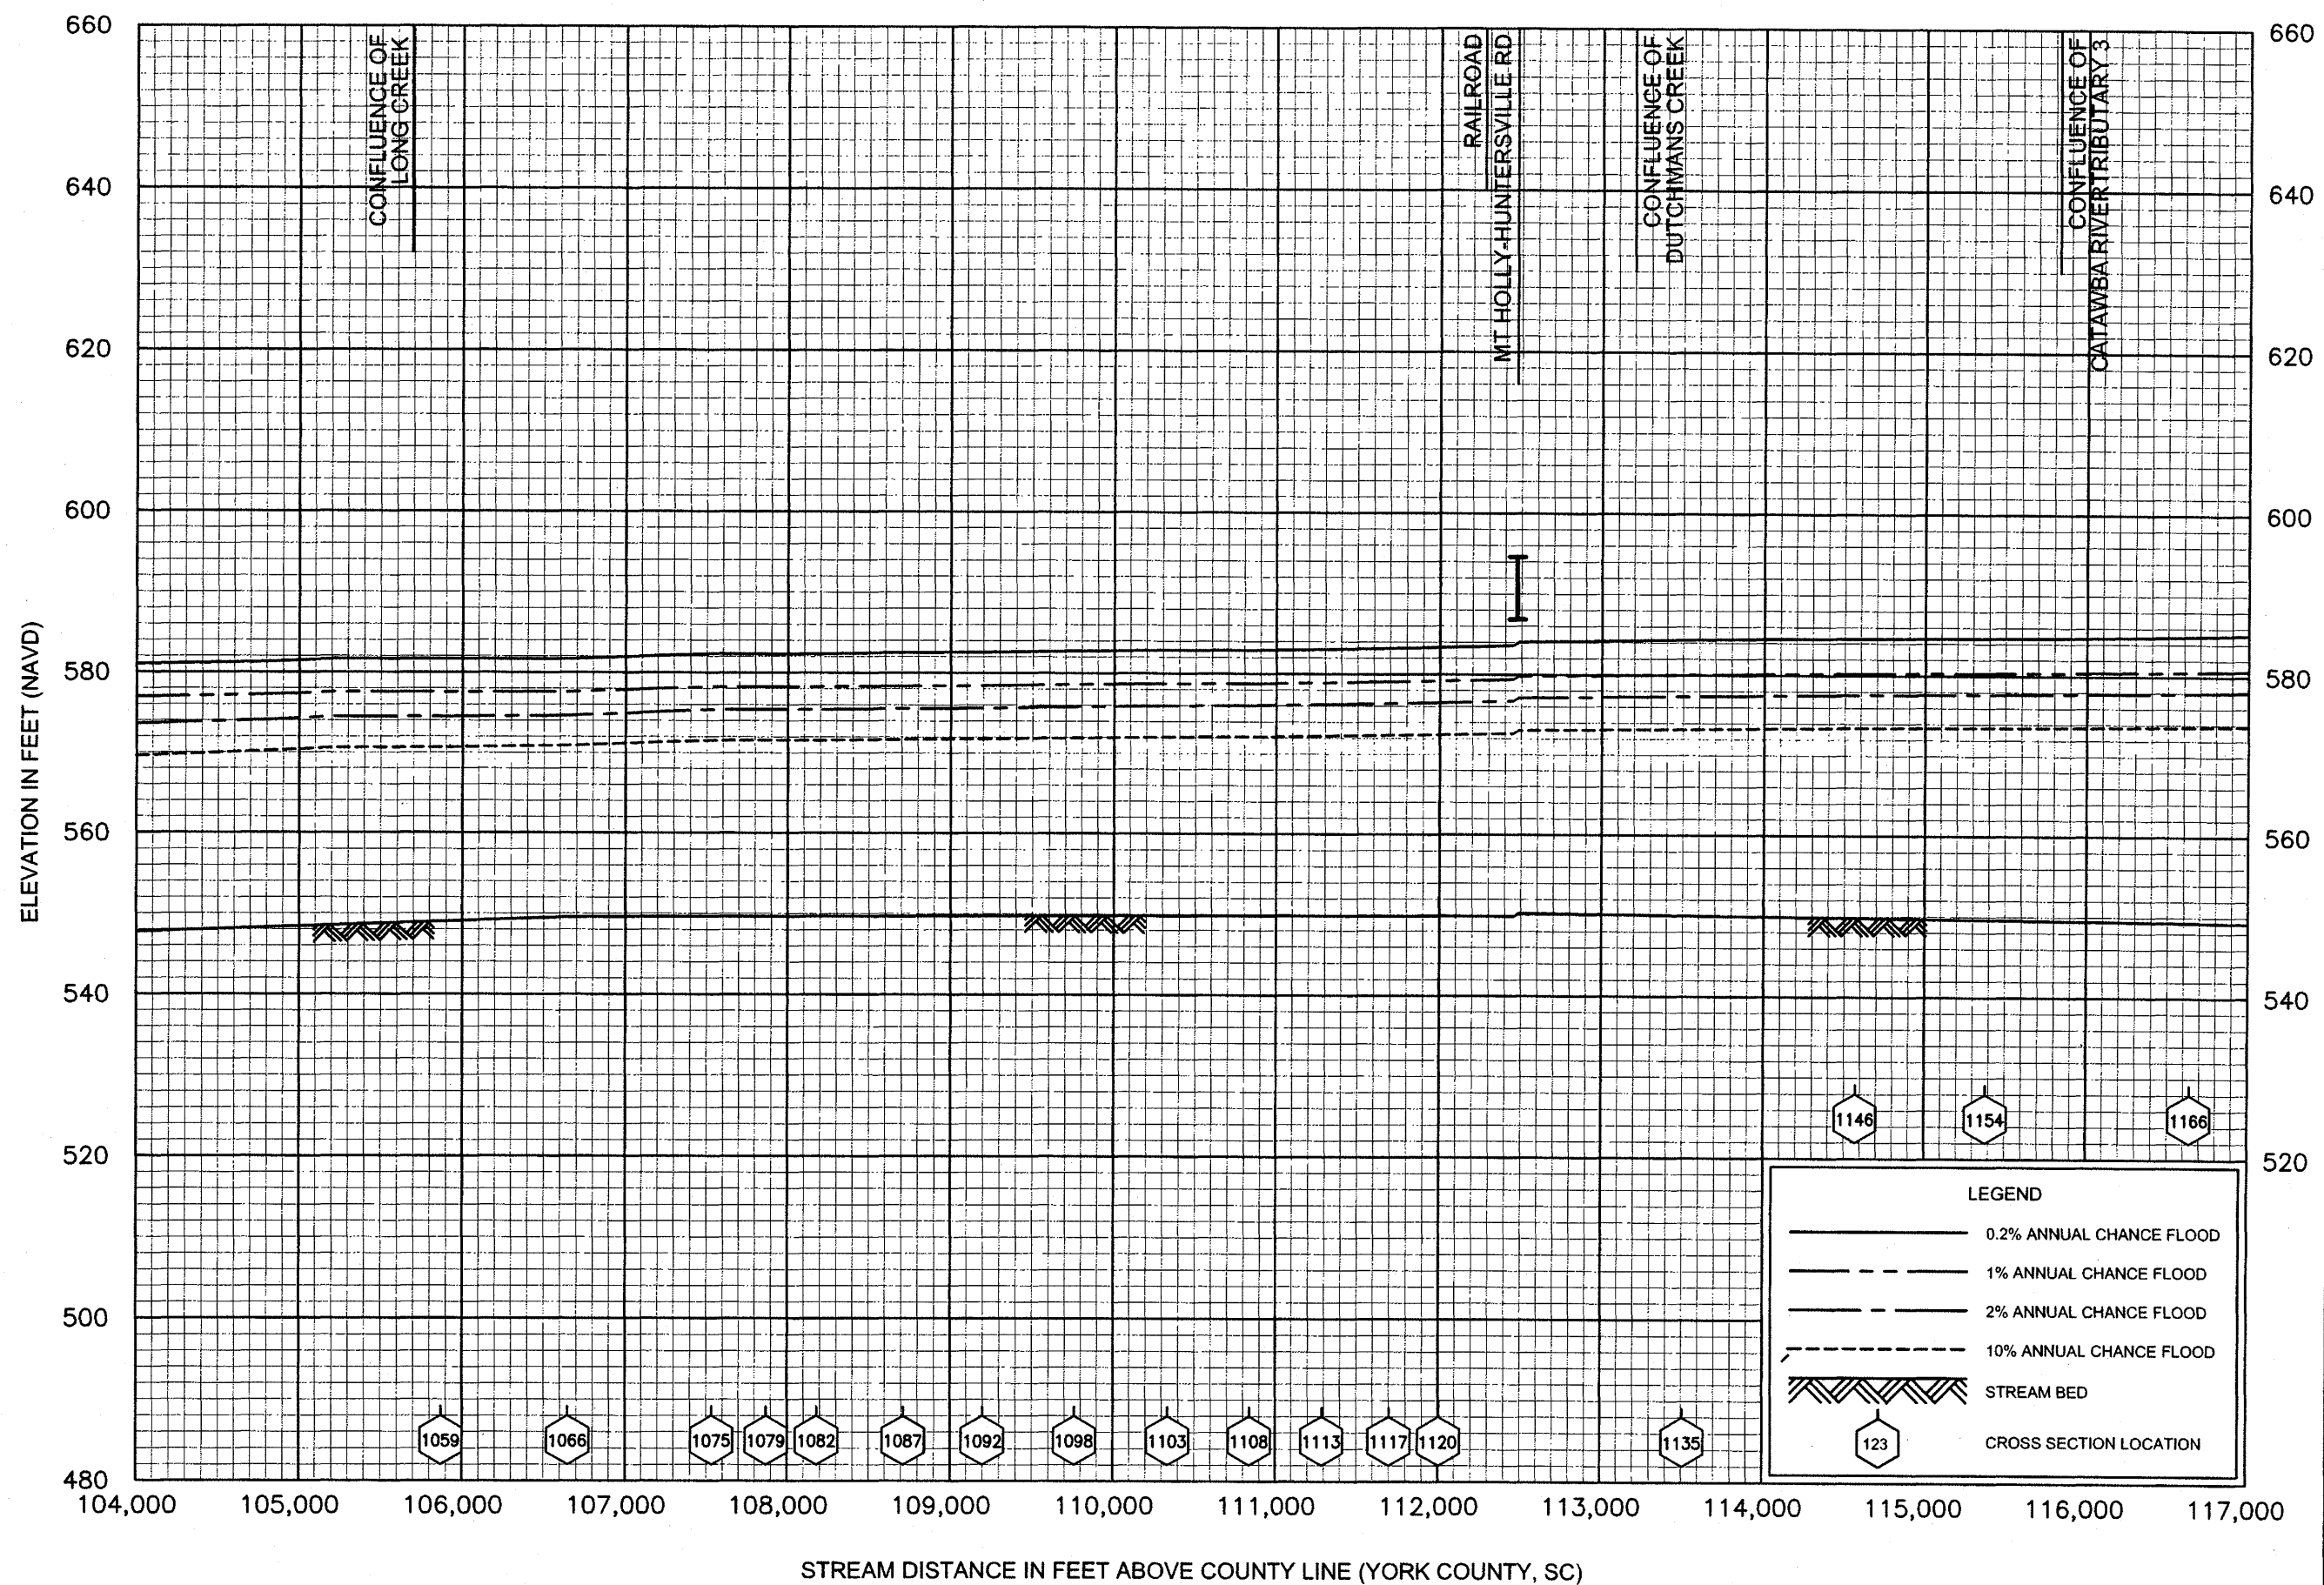 660
640
620
600
580
560
540
520
500
480
ELEVATION IN FEET (NAVD)
CONFLUENCE OF
LONG CREEK
RAILROAD
MT HOLLY-HUNTERSVILLE RD
CONFLUENCE OF
DUTCHMANS CREEK
CONFLUENCE OF
CATAWBA RIVER TRIBUTARY 3
660
640
620
600
580
560
540
520
1146
1154
1166
LEGEND
0.2% ANNUAL CHANCE FLOOD
1% ANNUAL CHANCE FLOOD
2% ANNUAL CHANCE FLOOD
10% ANNUAL CHANCE FLOOD
STREAM BED
123 CROSS SECTION LOCATION
1059 1066 1075 1079 1082 1087 1092 1098 1103 1108 1113 1117 1120 1135
104,000 105,000 106,000 107,000 108,000 109,000 110,000 111,000 112,000 113,000 114,000 115,000 116,000 117,000
STREAM DISTANCE IN FEET ABOVE COUNTY LINE (YORK COUNTY, SC)